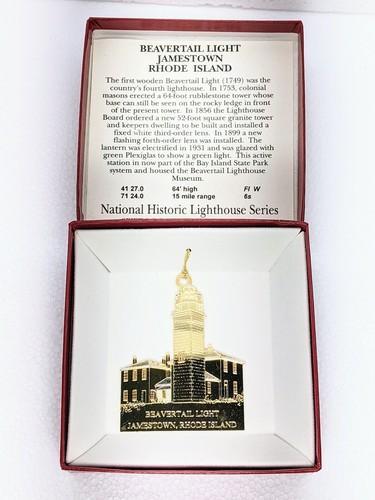 BEAVERTAIL LIGHT
JAMESTOWN
RHODE ISLAND
The first wooden Beavertail Light (1749) was the
country's fourth lighthouse. In 1753, colonial
masons erected a 64-foot rubblestone tower whose
base can still be seen on the rocky ledge in front
of the present tower. In 1856 the Lighthouse
Board ordered a new 52-foot square granite tower
and keepers dwelling to be built and installed a
fixed white third-order lens. In 1899 a new
flashing forth-order lens was installed. The
lantern was electrified in 1931 and was glazed with
green Plexiglas to show a green light. This active
station in now part of the Bay Island State Park
system and housed the Beavertail Lighthouse
Museum.
41 27.0 64' high Fl W
71 24.0 15 mile range 6s
National Historic Lighthouse Series
BEAVERTAIL LIGHT
JAMESTOWN, RHODE ISLAND